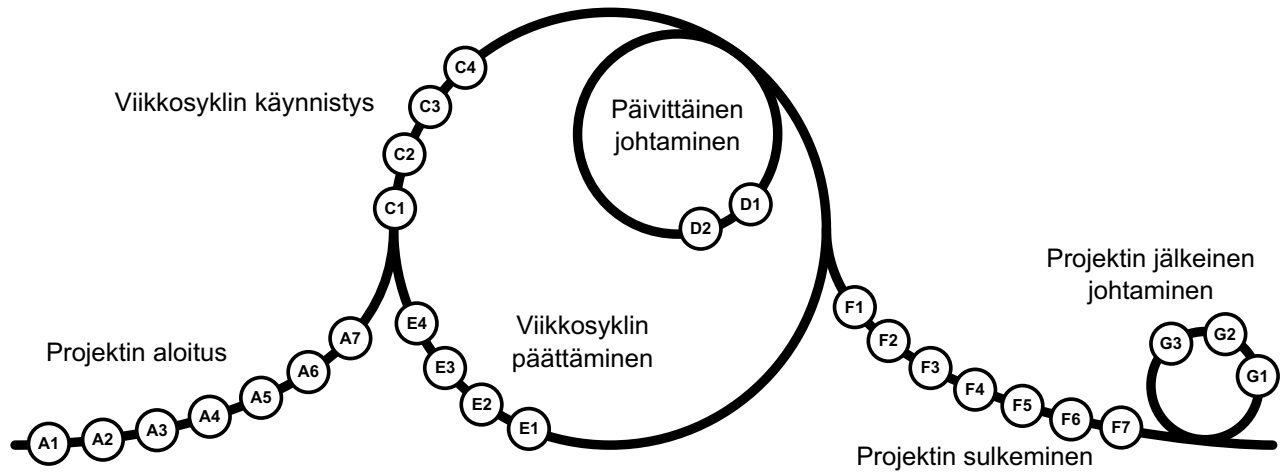 Projektin aloitus
A1
A2
A3
A4
A5
A6
A7
Viikkosyklin käynnistys
C1
C2
C3
C4
Päivittäinen
johtaminen
D1
D2
Viikkosyklin
päättäminen
E1
E2
E3
E4
Projektin sulkeminen
F1
F2
F3
F4
F5
F6
F7
Projektin jälkeinen
johtaminen
G1
G2
G3